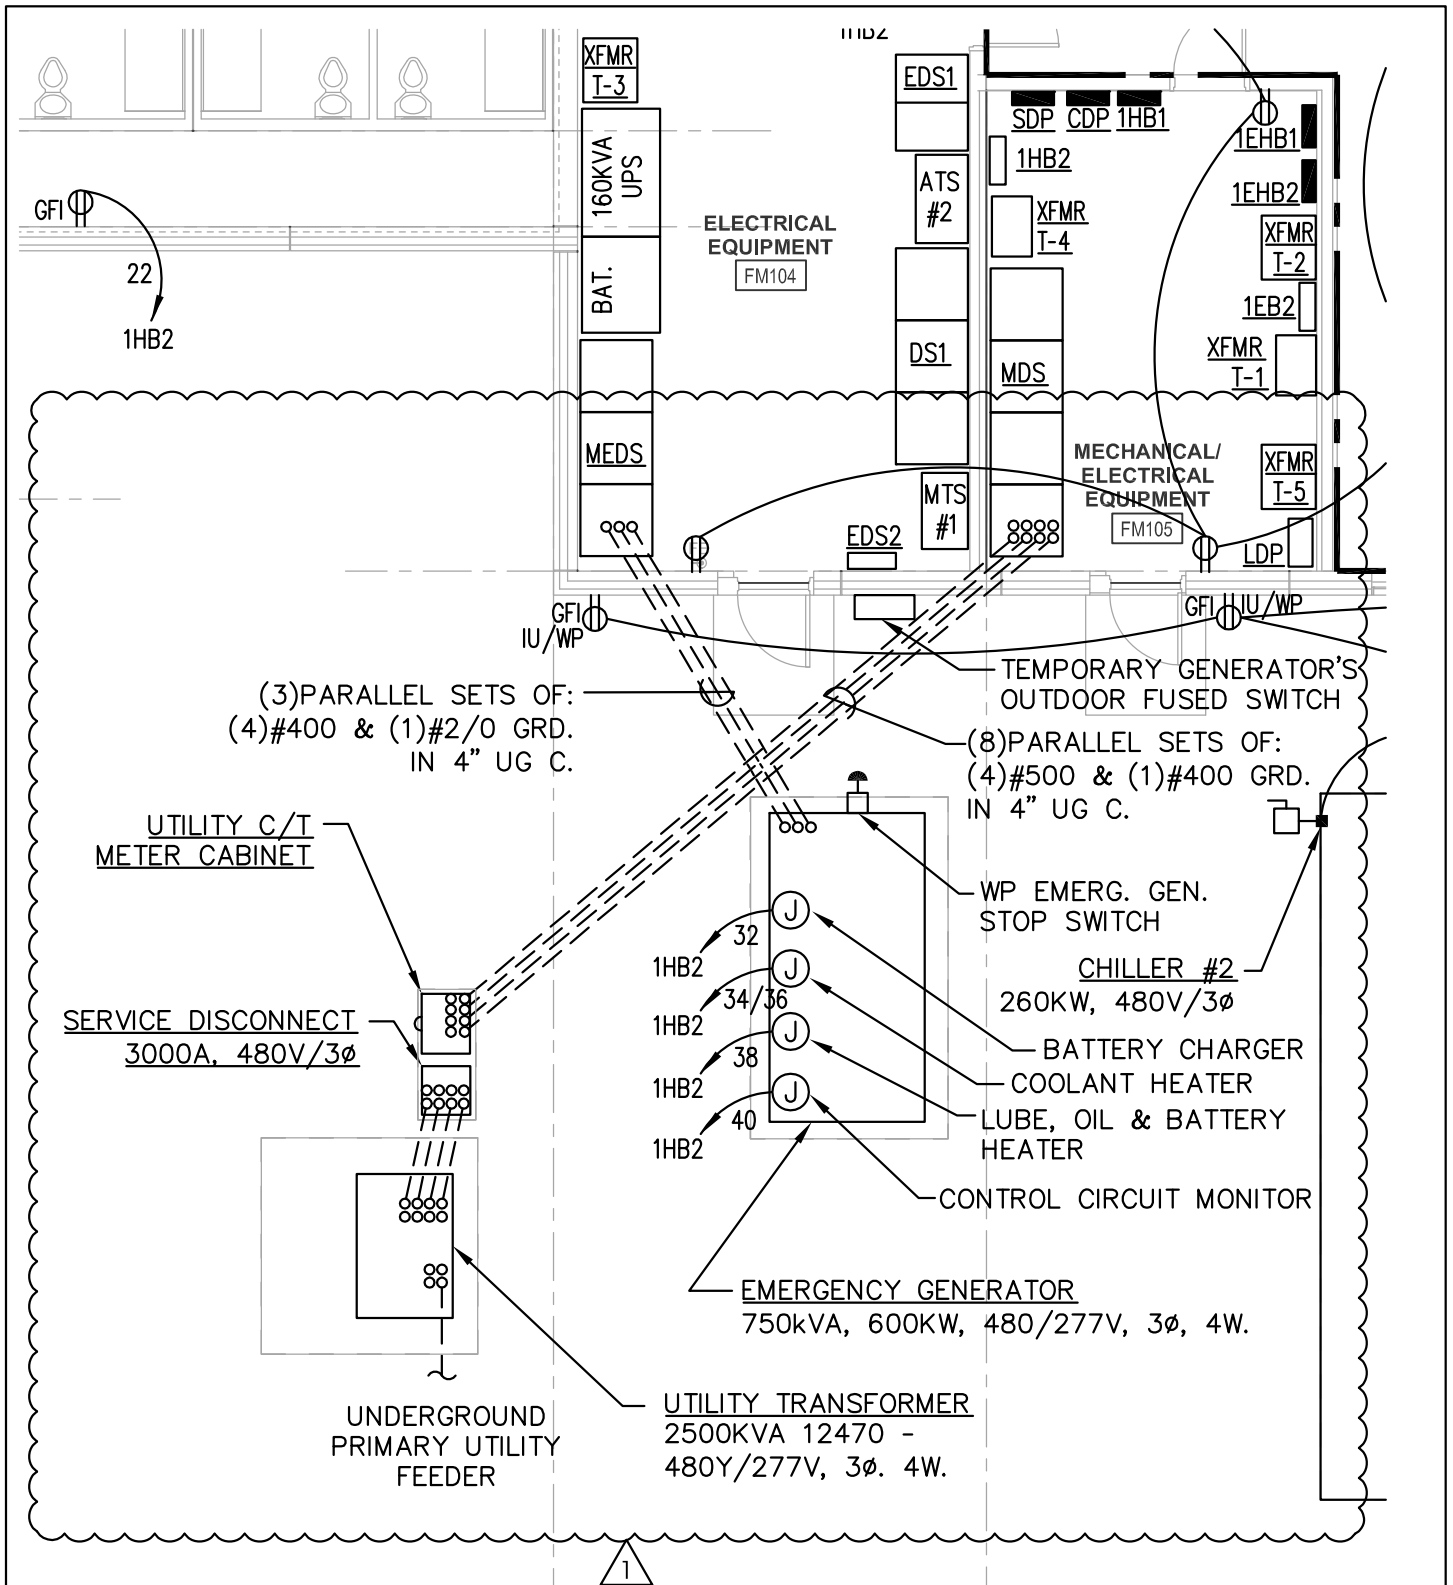 1HB2
XFMR
T-3
EDS1
SDP
CDP
1HB1
1EHB1
1HB2
160KVA
UPS
ATS
#2
1EHB2
GFI
XFMR
T-4
ELECTRICAL
EQUIPMENT
FM104
XFMR
T-2
22
BAT.
1EB2
1HB2
DS1
MDS
XFMR
T-1
MEDS
MECHANICAL/
ELECTRICAL
EQUIPMENT
FM105
XFMR
T-5
MTS
#1
EDS2
LDP
GFI
IU/WP
GFI
IU/WP
TEMPORARY GENERATOR'S
OUTDOOR FUSED SWITCH
(3)PARALLEL SETS OF:
(4)#400 & (1)#2/0 GRD.
IN 4" UG C.
(8)PARALLEL SETS OF:
(4)#500 & (1)#400 GRD.
IN 4" UG C.
UTILITY C/T
METER CABINET
WP EMERG. GEN.
STOP SWITCH
J
32
1HB2
CHILLER #2
260KW, 480V/3ø
J
34/36
1HB2
SERVICE DISCONNECT
3000A, 480V/3ø
J
38
1HB2
BATTERY CHARGER
COOLANT HEATER
J
40
1HB2
LUBE, OIL & BATTERY
HEATER
CONTROL CIRCUIT MONITOR
EMERGENCY GENERATOR
750kVA, 600KW, 480/277V, 3ø, 4W.
UTILITY TRANSFORMER
2500KVA 12470 -
480Y/277V, 3ø. 4W.
UNDERGROUND
PRIMARY UTILITY
FEEDER
1